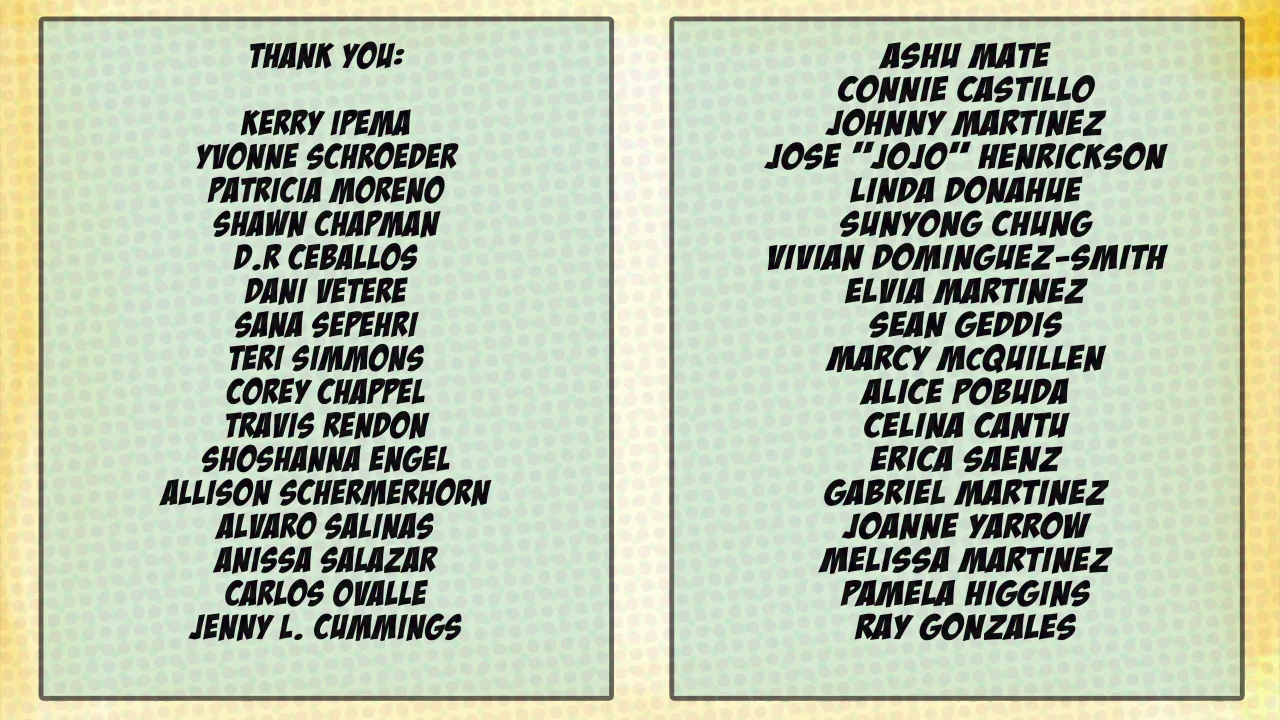 THANK YOU:
KERRY IPEMA
YVONNE SCHROEDER
PATRICIA MORENO
SHAWN CHAPMAN
D.R CEBALLOS
DANI VETERE
SANA SEPEHRI
TERI SIMMONS
COREY CHAPPEL
TRAVIS RENDON
SHOSHANNA ENGEL
ALLISON SCHERMERHORN
ALVARO SALINAS
ANISSA SALAZAR
CARLOS OVALLE
JENNY L. CUMMINGS
ASHU MATE
CONNIE CASTILLO
JOHNNY MARTINEZ
JOSE "JOJO" HENRICKSON
LINDA DONAHUE
SUNYONG CHUNG
VIVIAN DOMINGUEZ-SMITH
ELVIA MARTINEZ
SEAN GEDDIS
MARCY McQUILLEN
ALICE POBUDA
CELINA CANTU
ERICA SAENZ
GABRIEL MARTINEZ
JOANNE YARROW
MELISSA MARTINEZ
PAMELA HIGGINS
RAY GONZALES